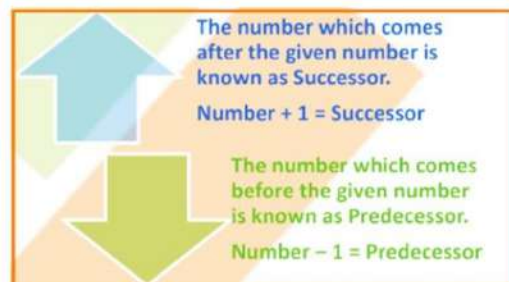 The number which comes
after the given number is
known as Successor.
Number + 1 = Successor
The number which comes
before the given number
is known as Predecessor.
Number – 1 = Predecessor